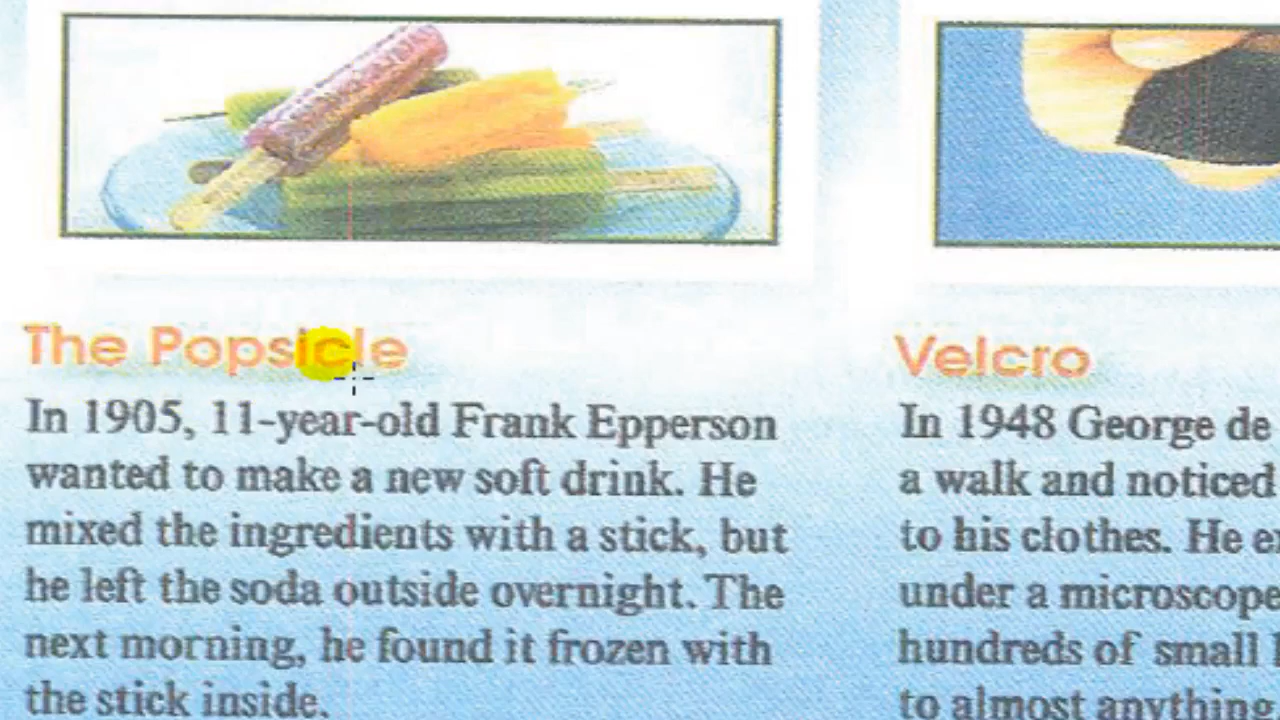 The Popsicle
In 1905, 11-year-old Frank Epperson
wanted to make a new soft drink. He
mixed the ingredients with a stick, but
he left the soda outside overnight. The
next morning, he found it frozen with
the stick inside.
Velcro
In 1948 George de
a walk and noticed
to his clothes. He
under a microscope
hundreds of small
to almost anything